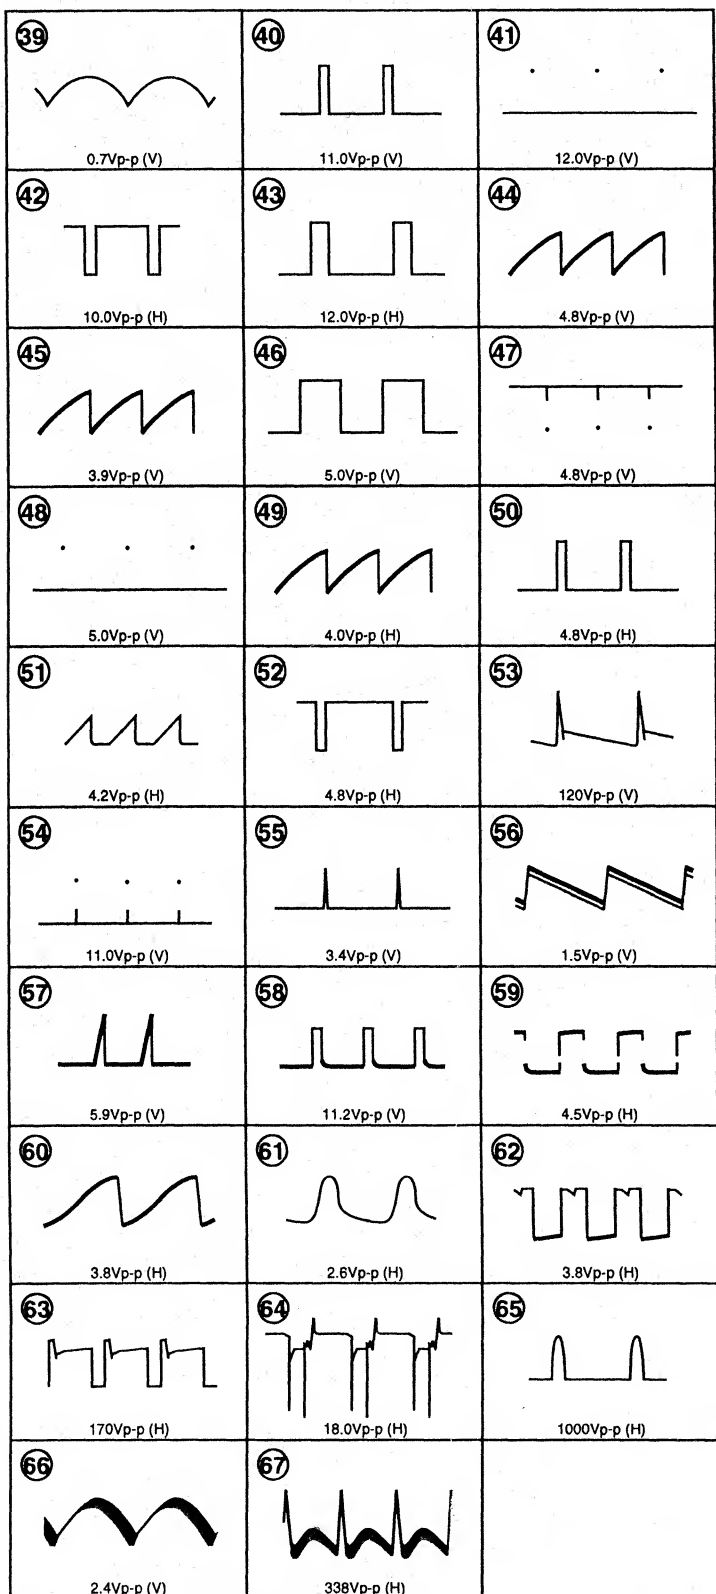 39 40 41
0.7Vp-p (V) 11.0Vp-p (V) 12.0Vp-p (V)
42 43 44
10.0Vp-p (H) 12.0Vp-p (H) 4.8Vp-p (V)
45 46 47
3.9Vp-p (V) 5.0Vp-p (V) 4.8Vp-p (V)
48 49 50
5.0Vp-p (V) 4.0Vp-p (H) 4.8Vp-p (H)
51 52 53
4.2Vp-p (H) 4.8Vp-p (H) 120Vp-p (V)
54 55 56
11.0Vp-p (V) 3.4Vp-p (V) 1.5Vp-p (V)
57 58 59
5.9Vp-p (V) 11.2Vp-p (V) 4.5Vp-p (H)
60 61 62
3.8Vp-p (H) 2.6Vp-p (H) 3.8Vp-p (H)
63 64 65
170Vp-p (H) 18.0Vp-p (H) 1000Vp-p (H)
66 67
2.4Vp-p (V) 338Vp-p (H)